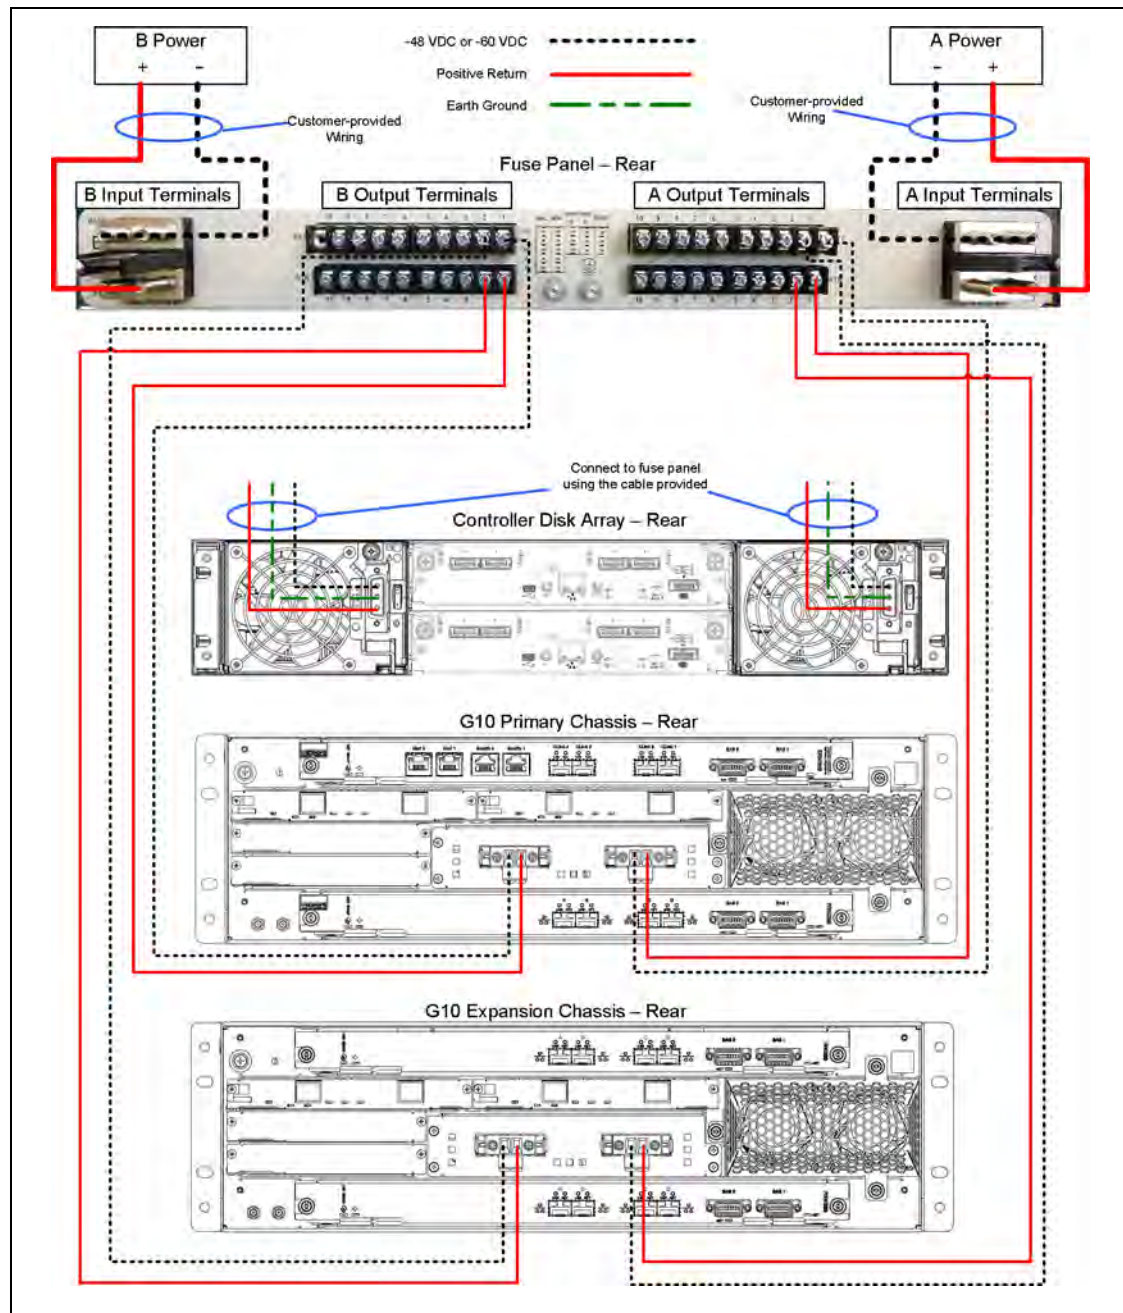 B Power
+ -
-48 VDC or -60 VDC
Positive Return
Earth Ground
A Power
- +
Customer-provided
Wiring
Customer-provided
Wiring
Fuse Panel – Rear
B Input Terminals
B Output Terminals
A Output Terminals
A Input Terminals
Connect to fuse panel
using the cable provided
Controller Disk Array – Rear
G10 Primary Chassis – Rear
G10 Expansion Chassis – Rear